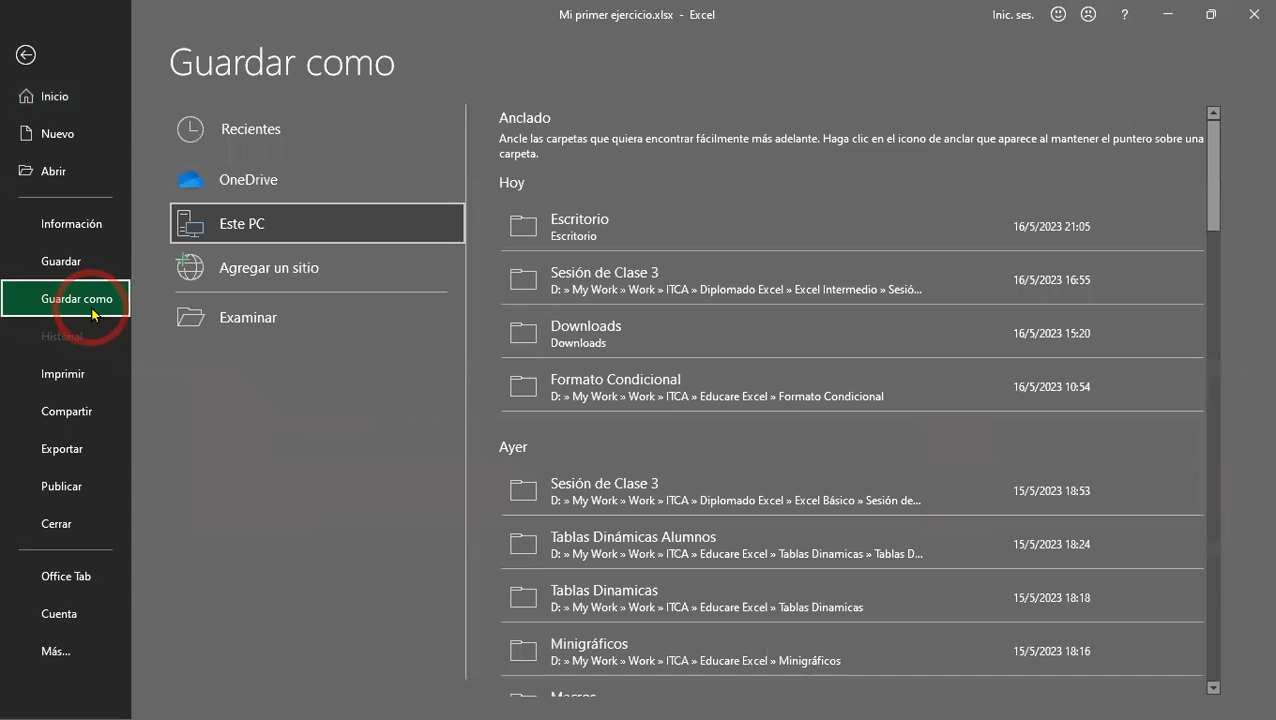 Mi primer ejercicio.xlsx - Excel
Inic. ses.
?
Inicio
Nuevo
Abrir
Información
Guardar
Guardar como
Historial
Imprimir
Compartir
Exportar
Publicar
Cerrar
Office Tab
Cuenta
Más...
Guardar como
Recientes
OneDrive
Este PC
Agregar un sitio
Examinar
Anclado
Ancle las carpetas que quiera encontrar fácilmente más adelante. Haga clic en el icono de anclar que aparece al mantener el puntero sobre una
carpeta.
Hoy
Escritorio 16/5/2023 21:05
Escritorio
Sesión de Clase 3 16/5/2023 16:55
D: » My Work » Work » ITCA » Diplomado Excel » Excel Intermedio » Sesió...
Downloads 16/5/2023 15:20
Downloads
Formato Condicional 16/5/2023 10:54
D: » My Work » Work » ITCA » Educare Excel » Formato Condicional
Ayer
Sesión de Clase 3 15/5/2023 18:53
D: » My Work » Work » ITCA » Diplomado Excel » Excel Básico » Sesión de...
Tablas Dinámicas Alumnos 15/5/2023 18:24
D: » My Work » Work » ITCA » Educare Excel » Tablas Dinamicas » Tablas D...
Tablas Dinamicas 15/5/2023 18:18
D: » My Work » Work » ITCA » Educare Excel » Tablas Dinamicas
Minigráficos 15/5/2023 18:16
D: » My Work » Work » ITCA » Educare Excel » Minigráficos
Macros